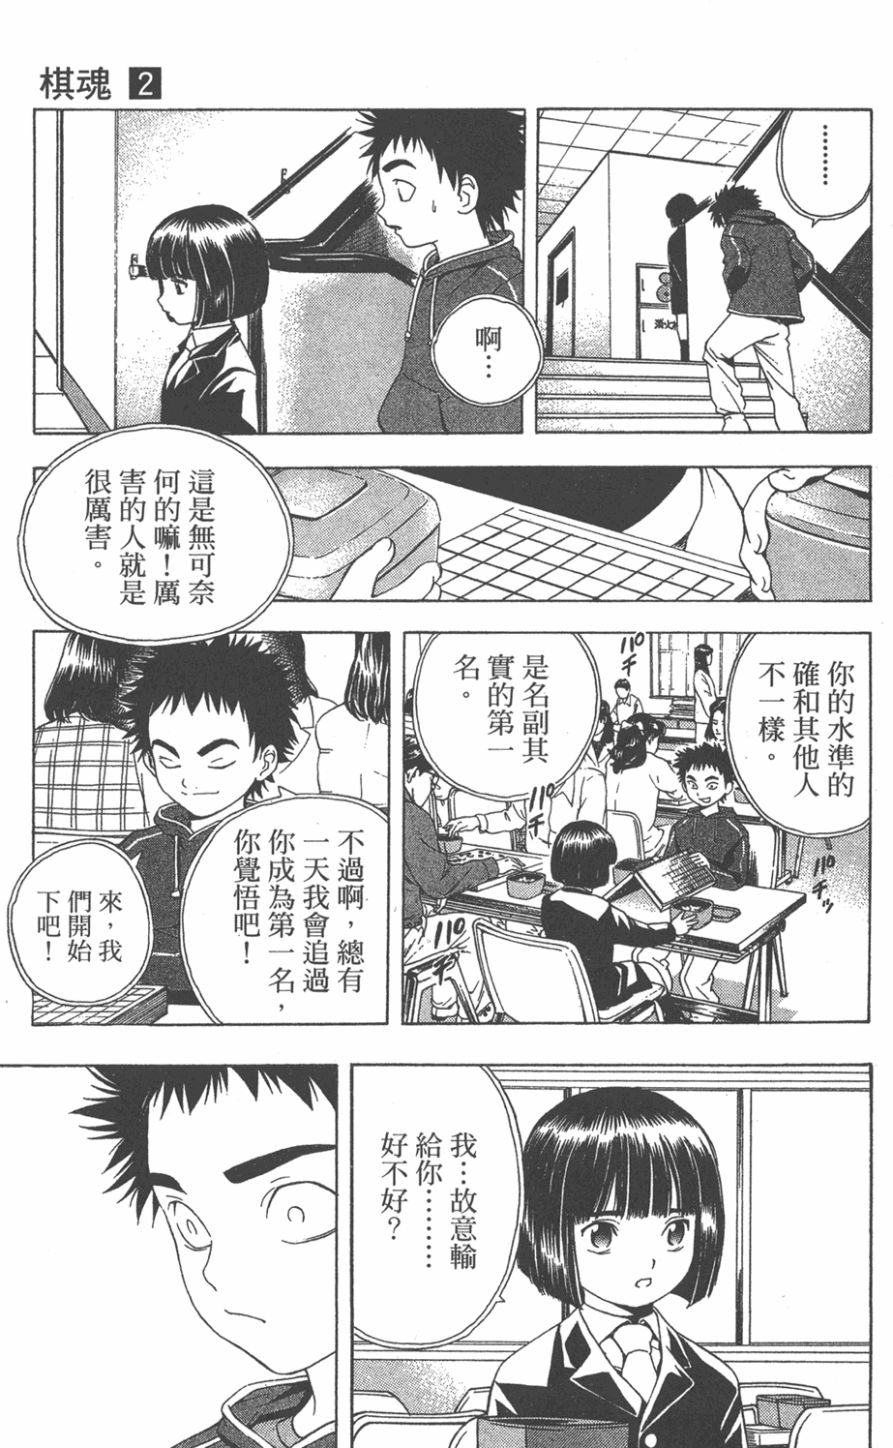 棋魂 2
………
啊…
這是無可奈
何的嘛！厲
害的人就是
很厲害。
你的水準的
確和其他人
不一樣。
是名副其
實的第一
名。
不過啊，總有
一天我會追過
你成為第一名，
你覺悟吧！
來，我
們開始
下吧！
我…故意輸
給你………
好不好？